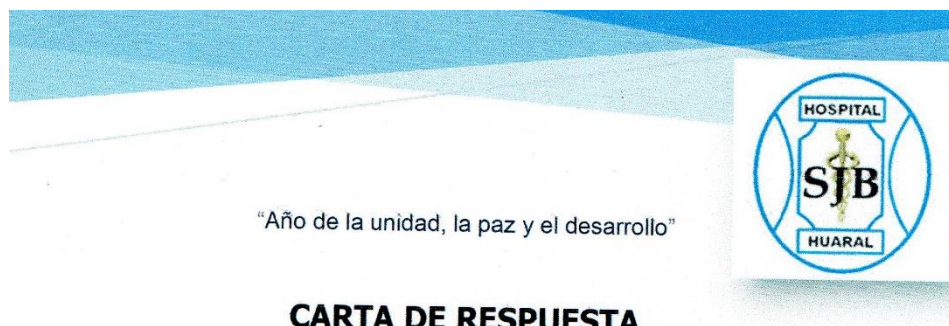 HOSPITAL
SJB
HUARAL
“Año de la unidad, la paz y el desarrollo”
CARTA DE RESPUESTA